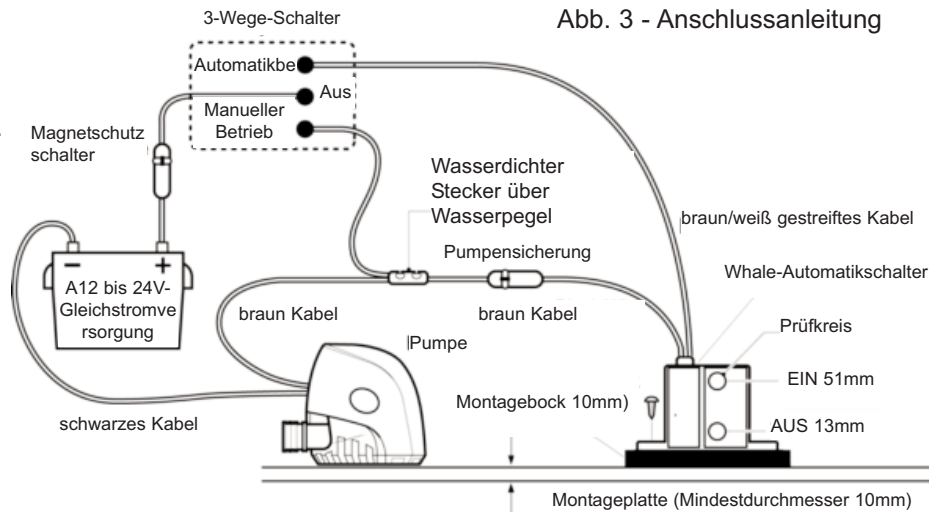 Abb. 3 - Anschlussanleitung
3-Wege-Schalter
Automatikbe
Aus
Manueller
Betrieb
Magnetschutz
schalter
Wasserdichter
Stecker über
Wasserpegel
braun/weiß gestreiftes Kabel
Pumpensicherung
Whale-Automatikschalter
− +
A12 bis 24V-
Gleichstromve
rsorgung
braun Kabel
braun Kabel
Prüfkreis
Pumpe
EIN 51mm
Montagebock 10mm)
schwarzes Kabel
AUS 13mm
Montageplatte (Mindestdurchmesser 10mm)